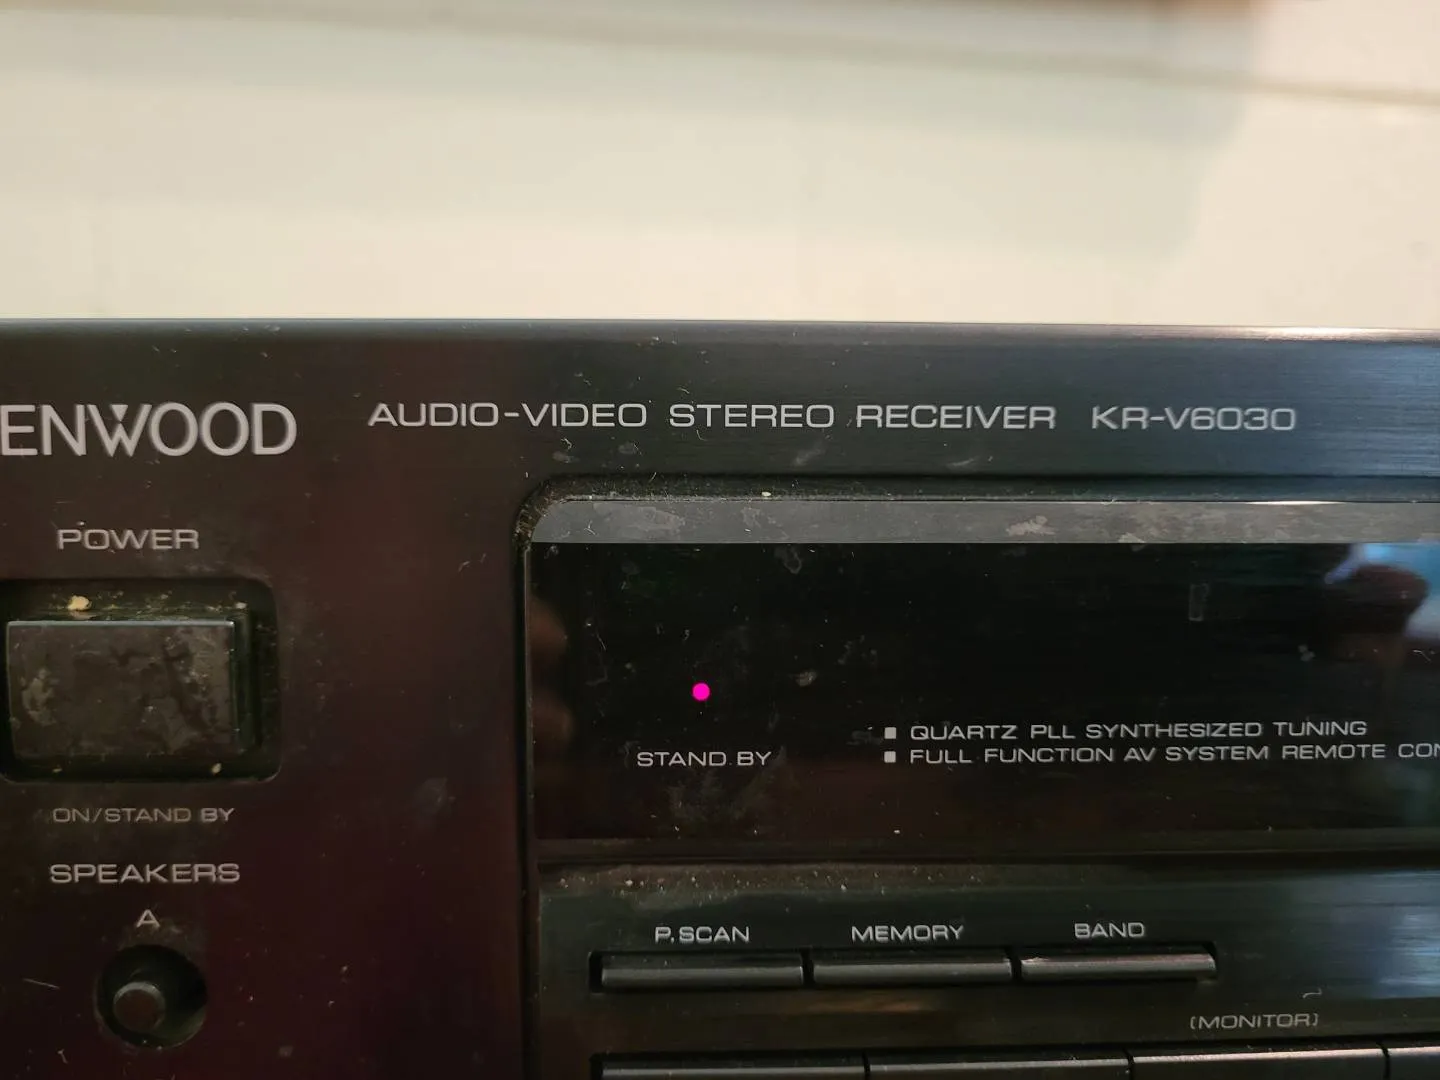 ENWOOD AUDIO-VIDEO STEREO RECEIVER KR-V6030
POWER
STAND BY
■ QUARTZ PLL SYNTHESIZED TUNING
■ FULL FUNCTION AV SYSTEM REMOTE CON
ON/STAND BY
SPEAKERS
A
P.SCAN MEMORY BAND
(MONITOR)